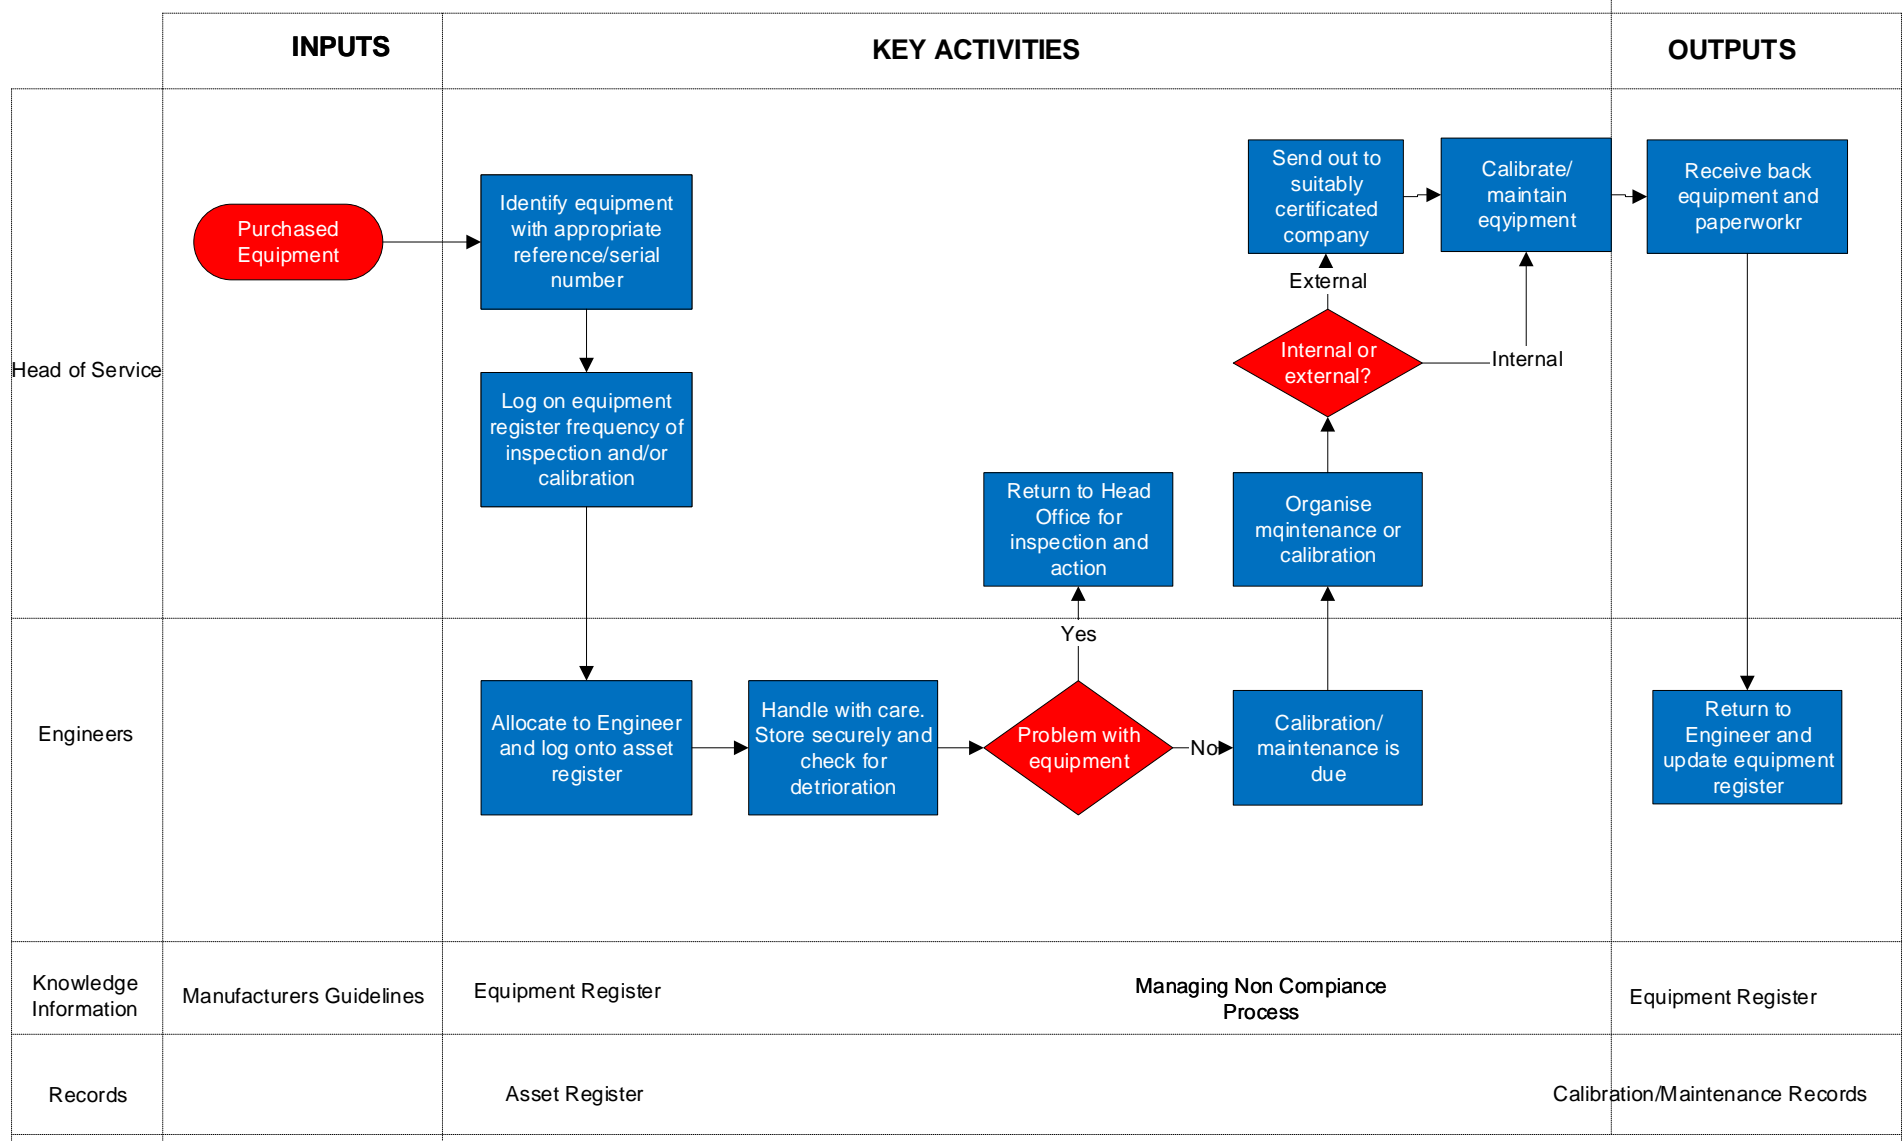 INPUTS
KEY ACTIVITIES
OUTPUTS
Head of Service
Purchased
Equipment
Identify equipment
with appropriate
reference/serial
number
Log on equipment
register frequency of
inspection and/or
calibration
Return to Head
Office for
inspection and
action
Send out to
suitably
certificated
company
Calibrate/
maintain
eqyipment
Receive back
equipment and
paperworkr
External
Internal or
external?
Internal
Organise
mqintenance or
calibration
Engineers
Allocate to Engineer
and log onto asset
register
Handle with care.
Store securely and
check for
detrioration
Yes
Problem with
equipment
No
Calibration/
maintenance is
due
Return to
Engineer and
update equipment
register
Knowledge
Information
Manufacturers Guidelines
Equipment Register
Managing Non Compiance
Process
Equipment Register
Records
Asset Register
Calibration/Maintenance Records